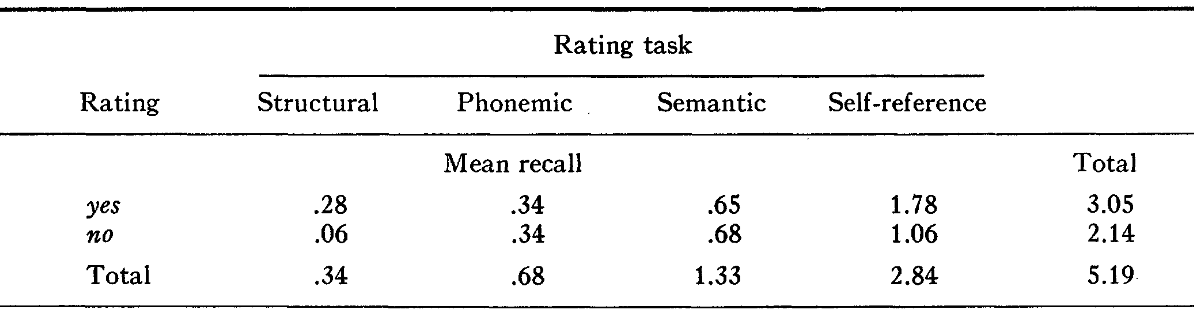 Rating task
Rating Structural Phonemic Semantic Self-reference
Mean recall Total
yes .28 .34 .65 1.78 3.05
no .06 .34 .68 1.06 2.14
Total .34 .68 1.33 2.84 5.19